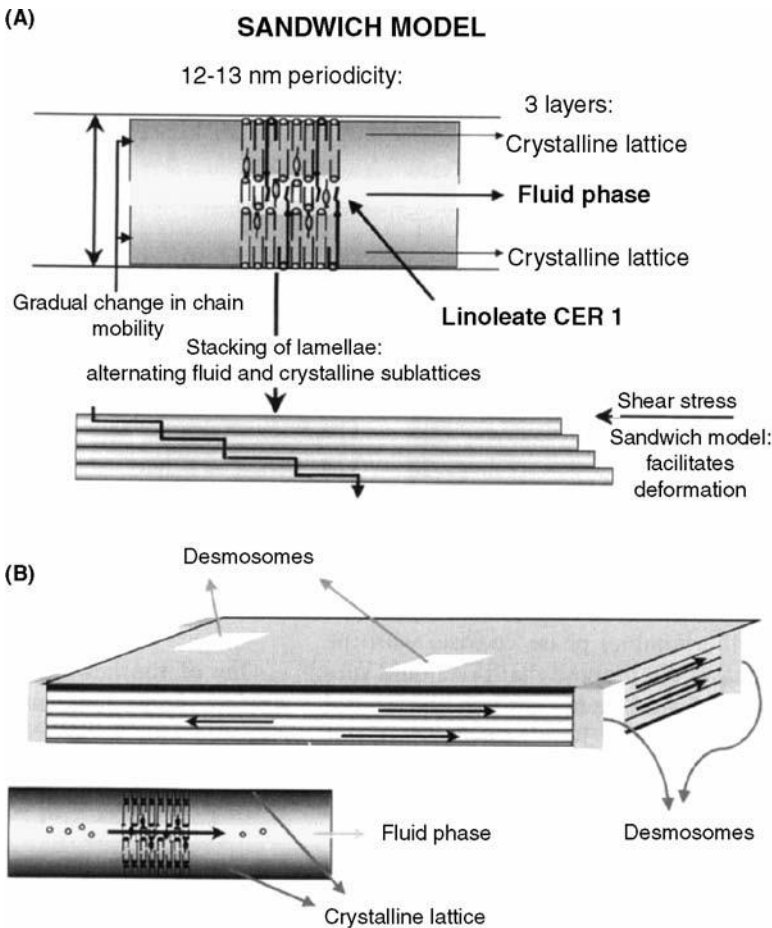 (A)
SANDWICH MODEL
12-13 nm periodicity:
3 layers:
Crystalline lattice
Fluid phase
Crystalline lattice
Gradual change in chain
mobility
Linoleate CER 1
Stacking of lamellae:
alternating fluid and crystalline sublattices
Shear stress
Sandwich model:
facilitates
deformation
(B)
Desmosomes
Desmosomes
Fluid phase
Crystalline lattice